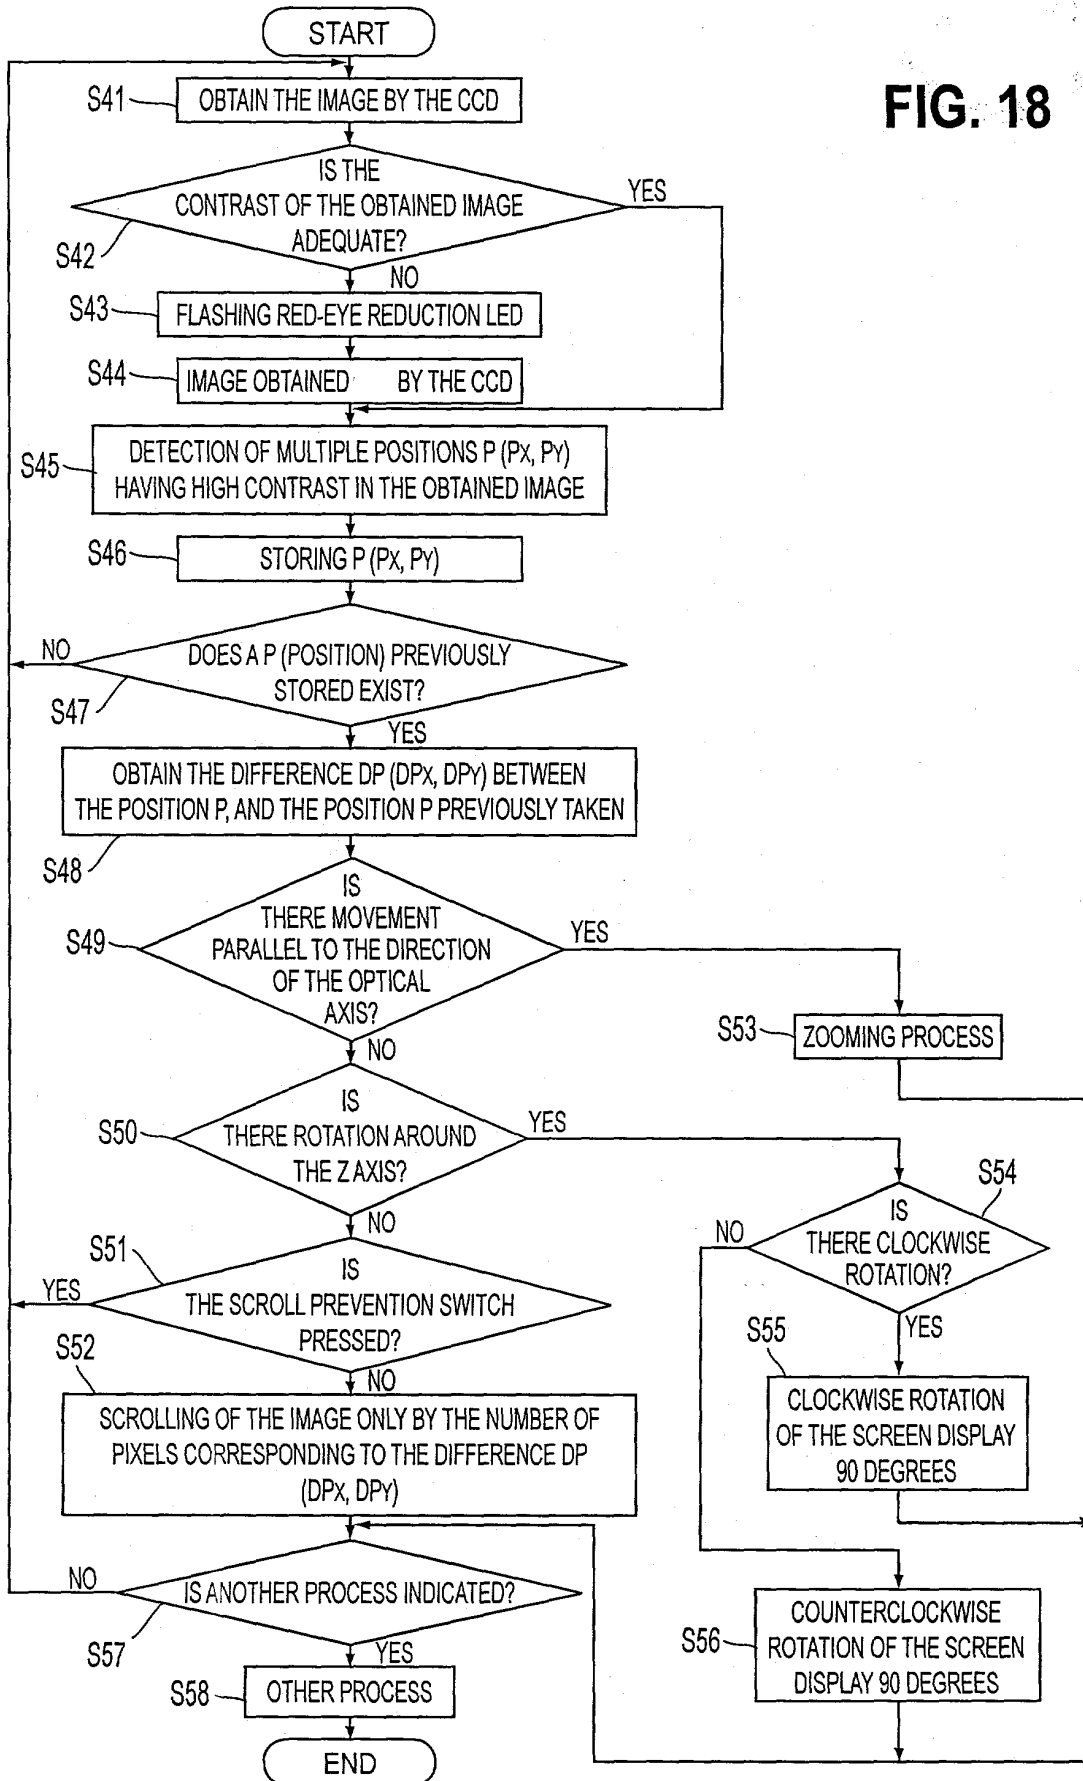 START
FIG. 18
S41
OBTAIN THE IMAGE BY THE CCD
IS THE
CONTRAST OF THE OBTAINED IMAGE
ADEQUATE?
YES
S42
NO
S43
FLASHING RED-EYE REDUCTION LED
S44
IMAGE OBTAINED BY THE CCD
S45
DETECTION OF MULTIPLE POSITIONS P (PX, PY)
HAVING HIGH CONTRAST IN THE OBTAINED IMAGE
S46
STORING P (PX, PY)
NO
DOES A P (POSITION) PREVIOUSLY
STORED EXIST?
S47
YES
OBTAIN THE DIFFERENCE DP (DPX, DPY) BETWEEN
THE POSITION P, AND THE POSITION P PREVIOUSLY TAKEN
S48
IS
THERE MOVEMENT
PARALLEL TO THE DIRECTION
OF THE OPTICAL
AXIS?
S49
YES
S53
ZOOMING PROCESS
NO
IS
THERE ROTATION AROUND
THE Z AXIS?
S50
YES
S54
IS
THERE CLOCKWISE
ROTATION?
NO
NO
S51
IS
THE SCROLL PREVENTION SWITCH
PRESSED?
YES
YES
S55
CLOCKWISE ROTATION
OF THE SCREEN DISPLAY
90 DEGREES
S52
NO
SCROLLING OF THE IMAGE ONLY BY THE NUMBER OF
PIXELS CORRESPONDING TO THE DIFFERENCE DP
(DPX, DPY)
NO
IS ANOTHER PROCESS INDICATED?
S57
YES
S56
COUNTERCLOCKWISE
ROTATION OF THE SCREEN
DISPLAY 90 DEGREES
S58
OTHER PROCESS
END